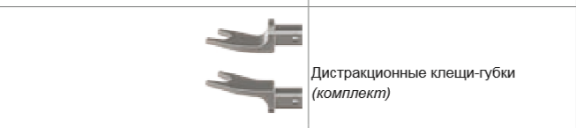 Дистракционные клещи-губки
(комплект)